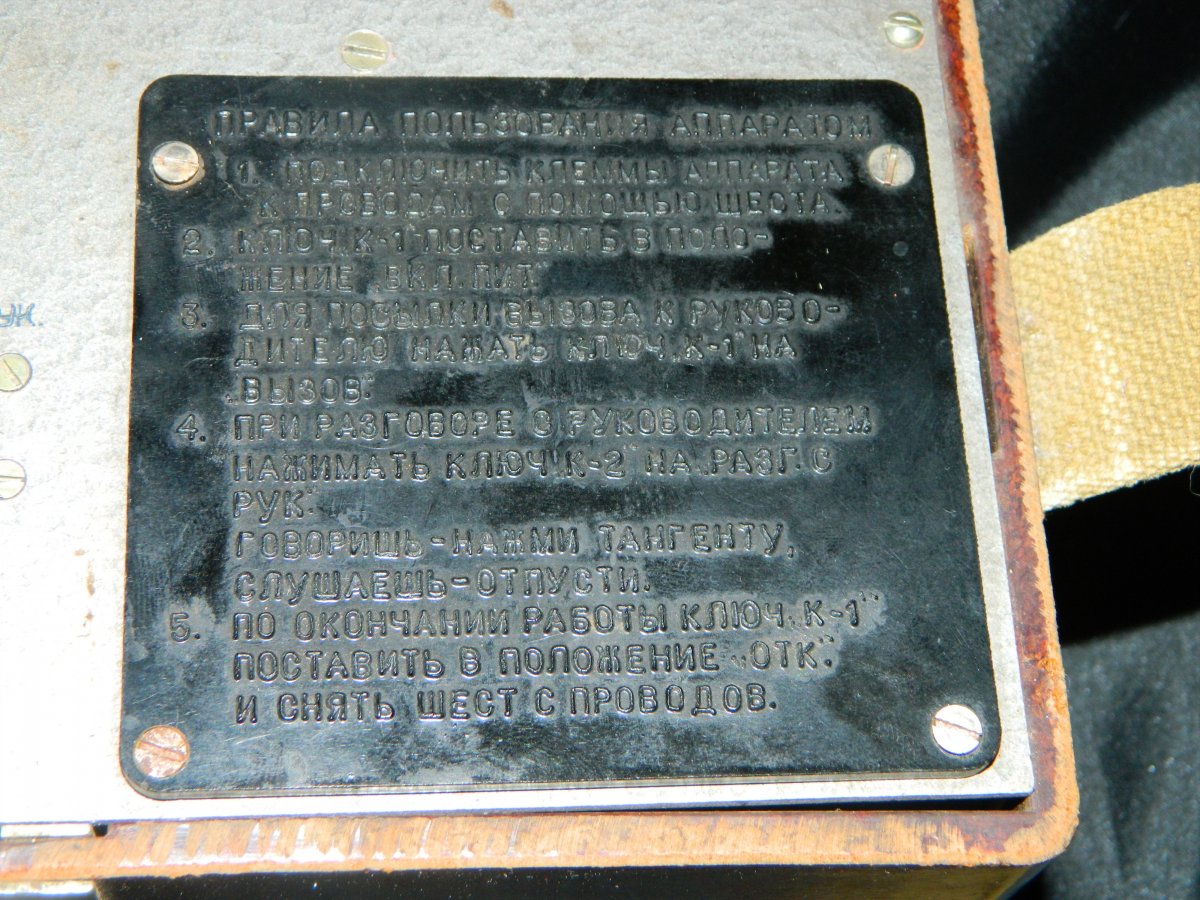 ПРАВИЛА ПОЛЬЗОВАНИЯ АППАРАТОМ
1. ПОДКЛЮЧИТЬ КЛЕММЫ АППАРАТА
К ПРОВОДАМ С ПОМОЩЬЮ ШЕСТА.
2. КЛЮЧ „К-1" ПОСТАВИТЬ В ПОЛО-
ЖЕНИЕ „ВКЛ. ПИТ."
3. ДЛЯ ПОСЫЛКИ ВЫЗОВА К РУКОВО-
ДИТЕЛЮ НАЖАТЬ КЛЮЧ „К-1" НА
„ВЫЗОВ."
4. ПРИ РАЗГОВОРЕ С РУКОВОДИТЕЛЕМ
НАЖИМАТЬ КЛЮЧ „К-2" НА „РАЗГ. С
РУК."
ГОВОРИШЬ-НАЖМИ ТАНГЕНТУ,
СЛУШАЕШЬ-ОТПУСТИ.
5. ПО ОКОНЧАНИИ РАБОТЫ КЛЮЧ „К-1"
ПОСТАВИТЬ В ПОЛОЖЕНИЕ „ОТК."
И СНЯТЬ ШЕСТ С ПРОВОДОВ.